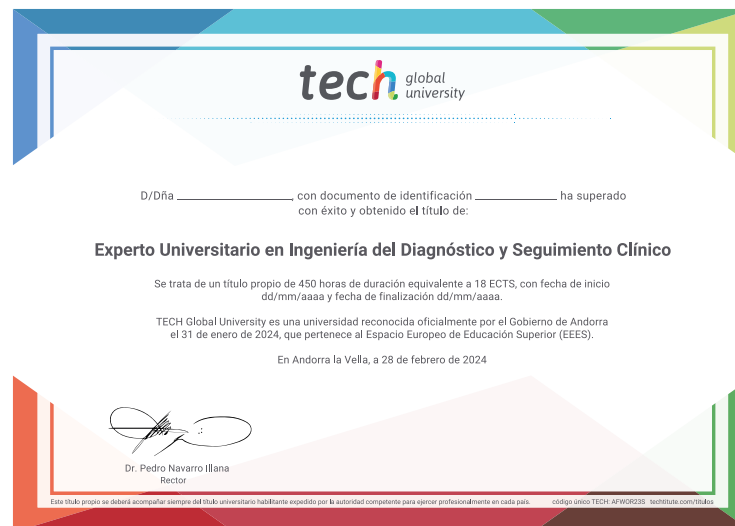 tech global university
D/Dña ______________, con documento de identificación __________ ha superado
con éxito y obtenido el título de:
Experto Universitario en Ingeniería del Diagnóstico y Seguimiento Clínico
Se trata de un título propio de 450 horas de duración equivalente a 18 ECTS, con fecha de inicio
dd/mm/aaaa y fecha de finalización dd/mm/aaaa.
TECH Global University es una universidad reconocida oficialmente por el Gobierno de Andorra
el 31 de enero de 2024, que pertenece al Espacio Europeo de Educación Superior (EEES).
En Andorra la Vella, a 28 de febrero de 2024
Dr. Pedro Navarro Illana
Rector
Este título propio se deberá acompañar siempre del título universitario habilitante expedido por la autoridad competente para ejercer profesionalmente en cada país. código único TECH: AFWOR23S techtitute.com/titulos